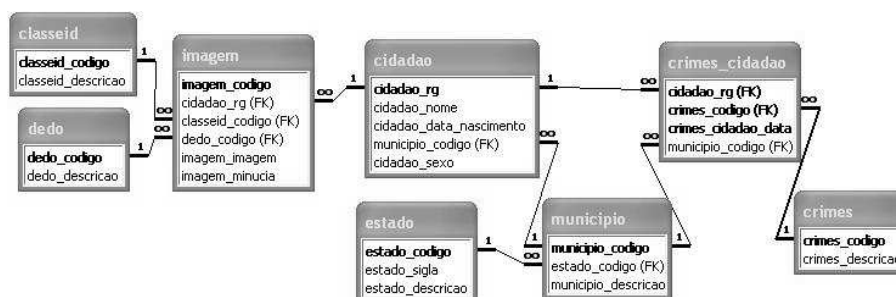 classeid
classeid_codigo
classeid_descricao
dedo
dedo_codigo
dedo_descricao
imagem
imagem_codigo
cidadao_rg (FK)
classeid_codigo (FK)
dedo_codigo (FK)
imagem_imagem
imagem_minucia
cidadao
cidadao_rg
cidadao_nome
cidadao_data_nascimento
municipio_codigo (FK)
cidadao_sexo
crimes_cidadao
cidadao_rg (FK)
crimes_codigo (FK)
crimes_cidadao_data
municipio_codigo (FK)
estado
estado_codigo
estado_sigla
estado_descricao
municipio
municipio_codigo
estado_codigo (FK)
municipio_descricao
crimes
crimes_codigo
crimes_descricao
1
∞
1
∞
∞
1
1
∞
∞
1
∞
1
1
∞
∞
1